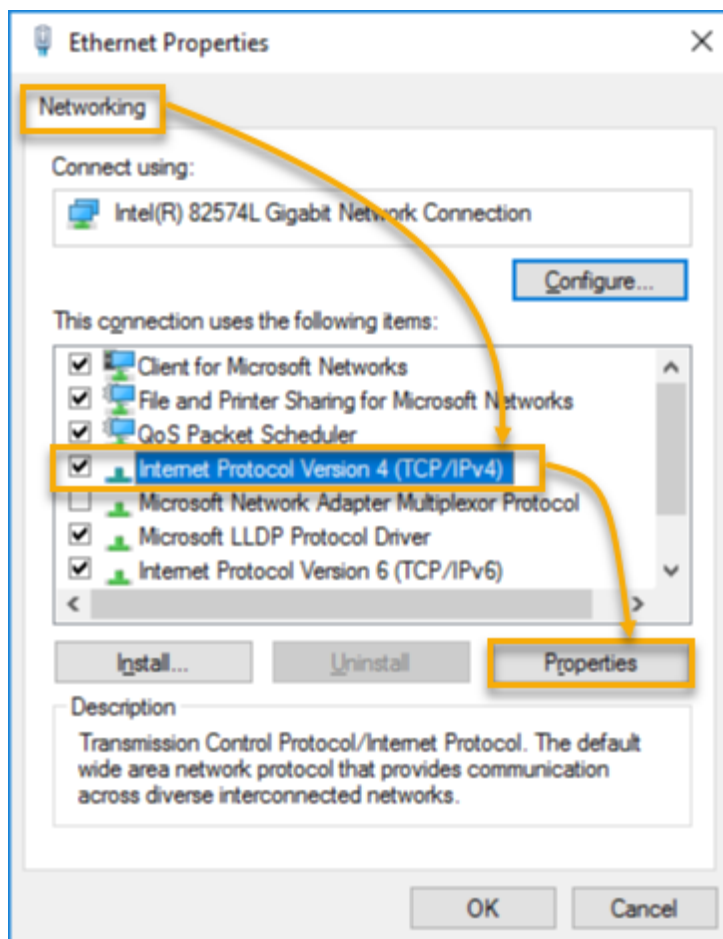 Ethernet Properties
Networking
Connect using:
Intel(R) 82574L Gigabit Network Connection
Configure...
This connection uses the following items:
Client for Microsoft Networks
File and Printer Sharing for Microsoft Networks
QoS Packet Scheduler
Internet Protocol Version 4 (TCP/IPv4)
Microsoft Network Adapter Multiplexor Protocol
Microsoft LLDP Protocol Driver
Internet Protocol Version 6 (TCP/IPv6)
Install...
Uninstall
Properties
Description
Transmission Control Protocol/Internet Protocol. The default
wide area network protocol that provides communication
across diverse interconnected networks.
OK
Cancel